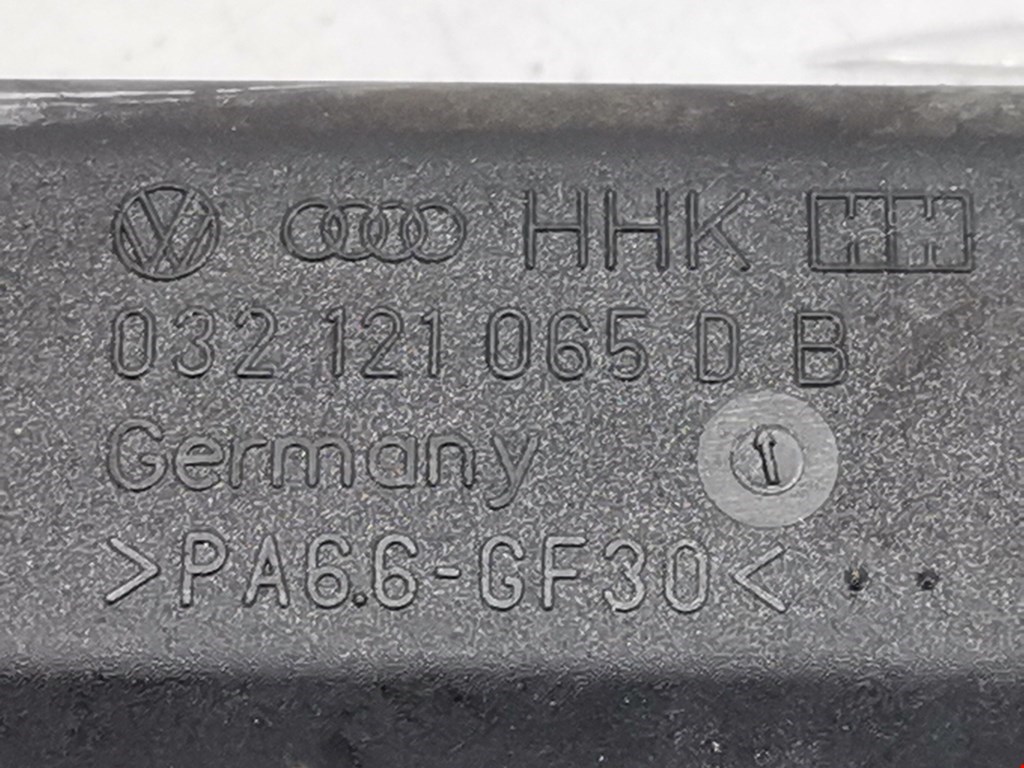 HHK
032 121 065 D B
Germany
>PA6.6-GF30<